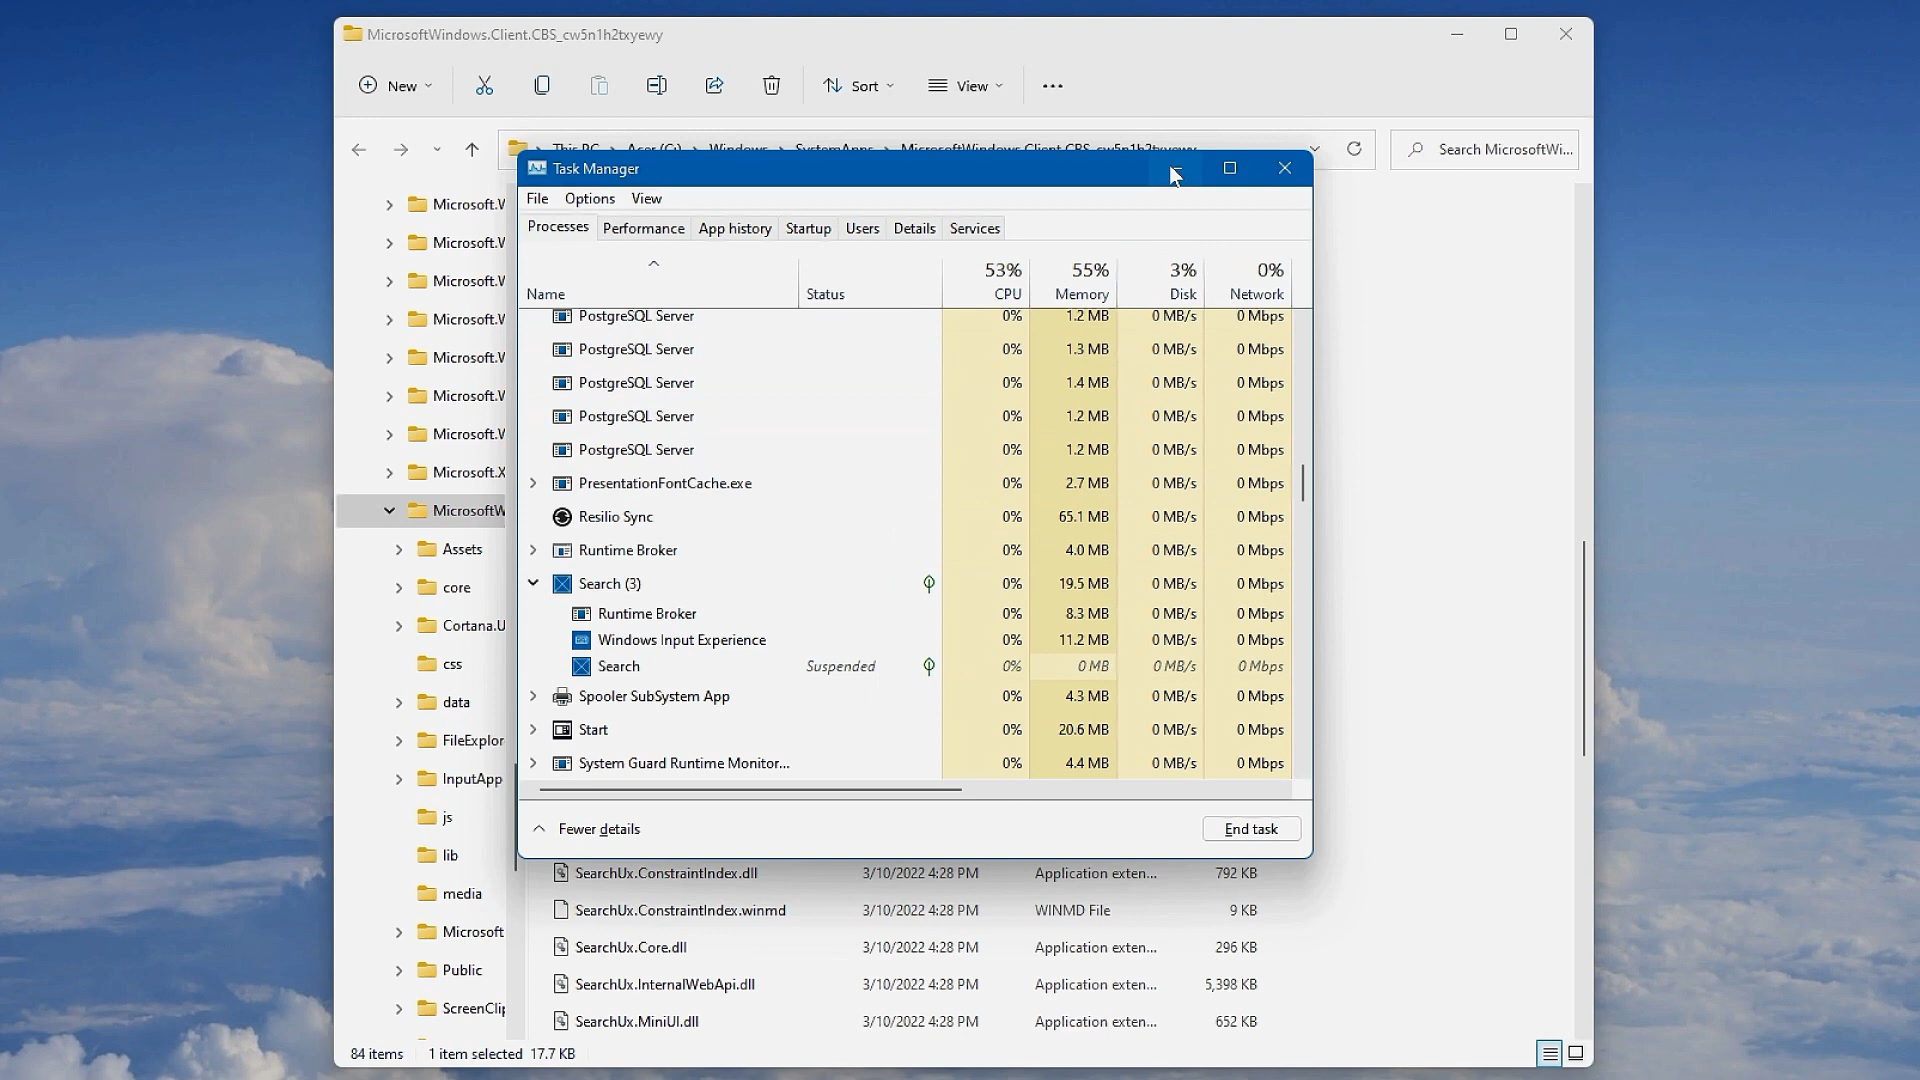 MicrosoftWindows.Client.CBS_cw5n1h2txyewy
New
Sort
View
This PC > Acer (C:) > Windows > SystemApps > MicrosoftWindows.Client.CBS_cw5n1h2txyewy
Search MicrosoftWi...
Task Manager
File Options View
Processes Performance App history Startup Users Details Services
53% 55% 3% 0%
Name Status CPU Memory Disk Network
PostgreSQL Server 0% 1.2 MB 0 MB/s 0 Mbps
PostgreSQL Server 0% 1.3 MB 0 MB/s 0 Mbps
PostgreSQL Server 0% 1.4 MB 0 MB/s 0 Mbps
PostgreSQL Server 0% 1.2 MB 0 MB/s 0 Mbps
PostgreSQL Server 0% 1.2 MB 0 MB/s 0 Mbps
PresentationFontCache.exe 0% 2.7 MB 0 MB/s 0 Mbps
Resilio Sync 0% 65.1 MB 0 MB/s 0 Mbps
Runtime Broker 0% 4.0 MB 0 MB/s 0 Mbps
Search (3) 0% 19.5 MB 0 MB/s 0 Mbps
Runtime Broker 0% 8.3 MB 0 MB/s 0 Mbps
Windows Input Experience 0% 11.2 MB 0 MB/s 0 Mbps
Search Suspended 0% 0 MB 0 MB/s 0 Mbps
Spooler SubSystem App 0% 4.3 MB 0 MB/s 0 Mbps
Start 0% 20.6 MB 0 MB/s 0 Mbps
System Guard Runtime Monitor... 0% 4.4 MB 0 MB/s 0 Mbps
Fewer details
End task
Microsoft.W
Microsoft.W
Microsoft.W
Microsoft.W
Microsoft.W
Microsoft.W
Microsoft.W
Microsoft.X
MicrosoftW
Assets
core
Cortana.U
css
data
FileExplor
InputApp
js
lib
media
Microsoft
Public
ScreenClip
SearchUx.ConstraintIndex.dll 3/10/2022 4:28 PM Application exten... 792 KB
SearchUx.ConstraintIndex.winmd 3/10/2022 4:28 PM WINMD File 9 KB
SearchUx.Core.dll 3/10/2022 4:28 PM Application exten... 296 KB
SearchUx.InternalWebApi.dll 3/10/2022 4:28 PM Application exten... 5,398 KB
SearchUx.MiniUI.dll 3/10/2022 4:28 PM Application exten... 652 KB
84 items 1 item selected 17.7 KB